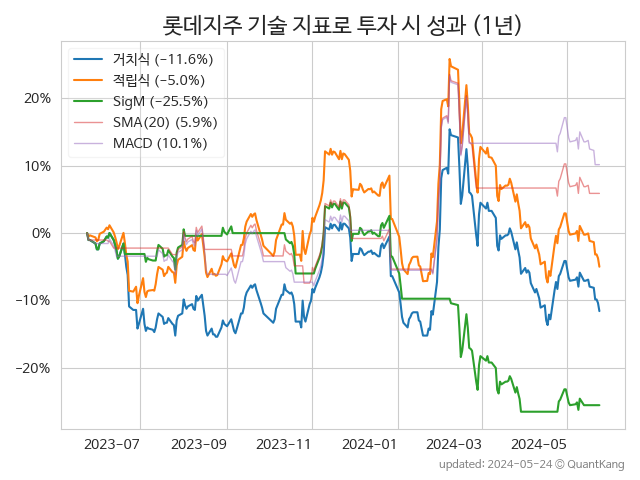 롯데지주 기술 지표로 투자 시 성과 (1년)
거치식 (−11.6%)
적립식 (−5.0%)
SigM (−25.5%)
SMA(20) (5.9%)
MACD (10.1%)
20%
10%
0%
−10%
−20%
2023-07 2023-09 2023-11 2024-01 2024-03 2024-05
updated: 2024-05-24 © QuantKang